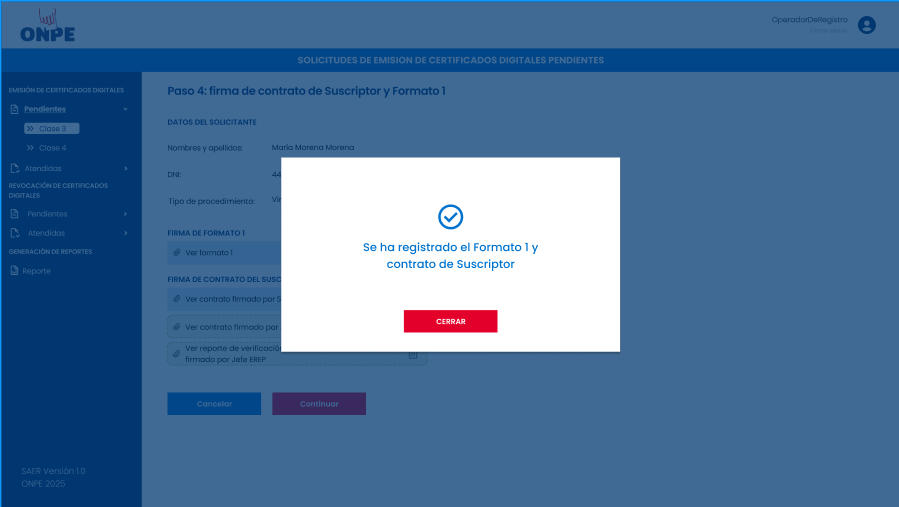 ONPE
OperadorDeRegistro
Cerrar sesión
SOLICITUDES DE EMISION DE CERTIFICADOS DIGITALES PENDIENTES
EMISIÓN DE CERTIFICADOS DIGITALES
Pendientes
Clase 3
Clase 4
Atendidas
REVOCACIÓN DE CERTIFICADOS
DIGITALES
Pendientes
Atendidas
GENERACIÓN DE REPORTES
Reporte
SAER Versión 1.0
ONPE 2025
Paso 4: firma de contrato de Suscriptor y Formato 1
DATOS DEL SOLICITANTE
Nombres y apellidos: María Morena Morena
DNI: 44
Tipo de procedimiento: Vir
FIRMA DE FORMATO 1
Ver formato 1
FIRMA DE CONTRATO DEL SUSC
Ver contrato firmado por S
Ver contrato firmado por
Ver reporte de verificación
firmado por Jefe EREP
Cancelar
Continuar
Se ha registrado el Formato 1 y
contrato de Suscriptor
CERRAR